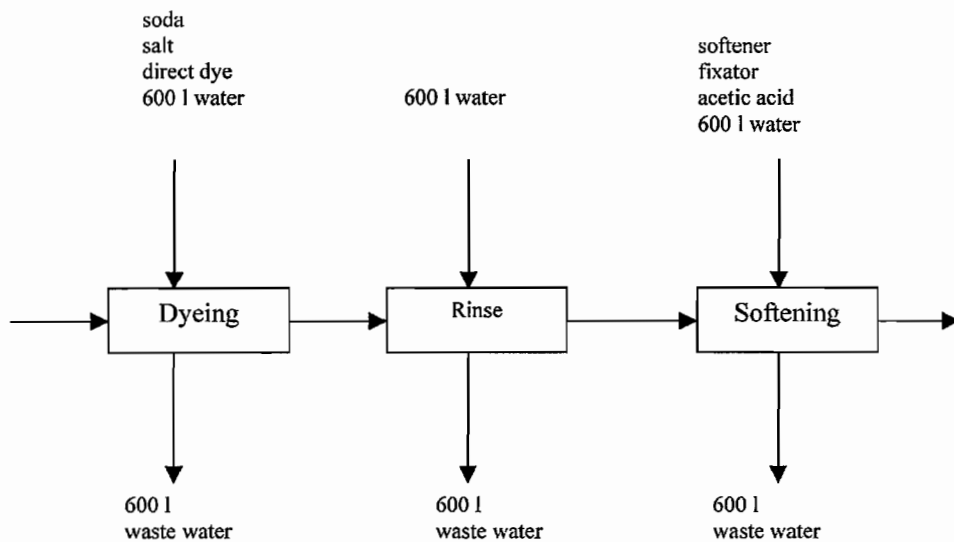 soda
salt
direct dye
600 l water
600 l water
softener
fixator
acetic acid
600 l water
Dyeing
Rinse
Softening
600 l
waste water
600 l
waste water
600 l
waste water